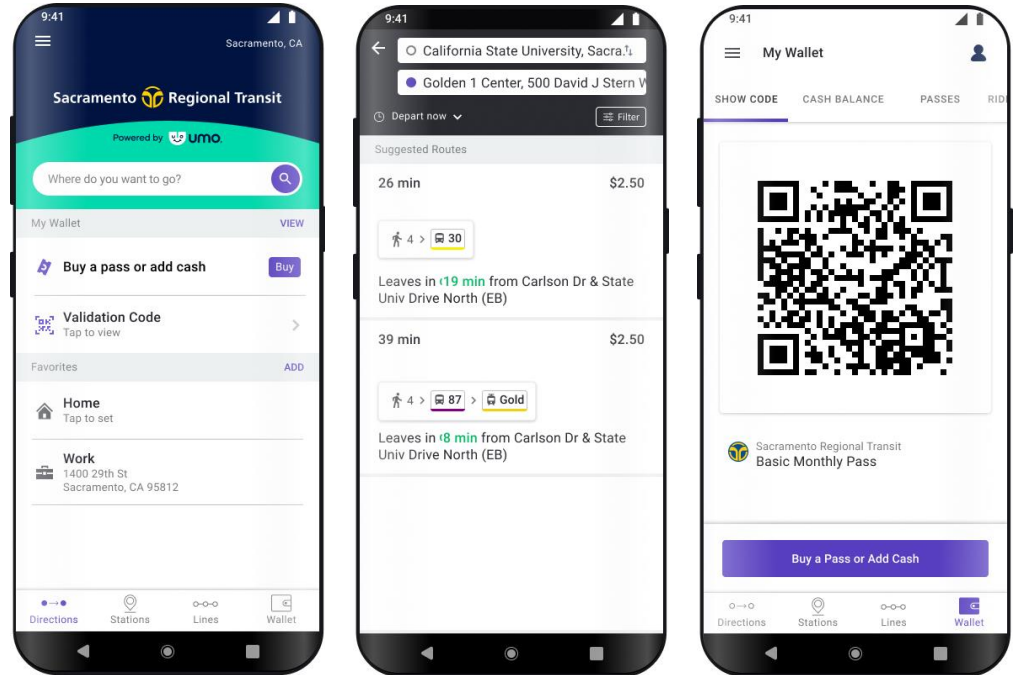 9:41
Sacramento, CA
Sacramento Regional Transit
Powered by umo.
Where do you want to go?
My Wallet VIEW
Buy a pass or add cash Buy
Validation Code
Tap to view
Favorites ADD
Home
Tap to set
Work
1400 29th St
Sacramento, CA 95812
Directions Stations Lines Wallet
9:41
California State University, Sacra.
Golden 1 Center, 500 David J Stern W
Depart now Filter
Suggested Routes
26 min $2.50
4 > 30
Leaves in 19 min from Carlson Dr & State
Univ Drive North (EB)
39 min $2.50
4 > 87 > Gold
Leaves in 8 min from Carlson Dr & State
Univ Drive North (EB)
9:41
My Wallet
SHOW CODE CASH BALANCE PASSES RID
Sacramento Regional Transit
Basic Monthly Pass
Buy a Pass or Add Cash
Directions Stations Lines Wallet